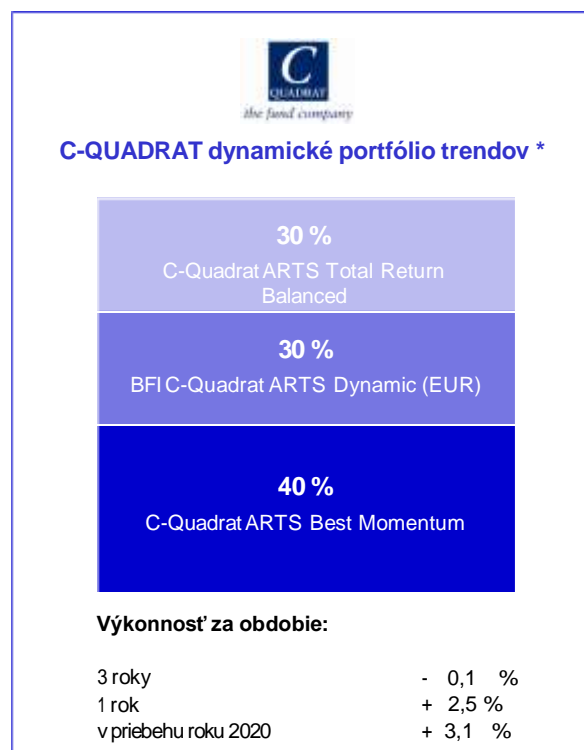 C
QUADRAT
the fund company
C-QUADRAT dynamické portfólio trendov *
30 %
C-Quadrat ARTS Total Return
Balanced
30 %
BFI C-Quadrat ARTS Dynamic (EUR)
40 %
C-Quadrat ARTS Best Momentum
Výkonnosť za obdobie:
3 roky - 0,1 %
1 rok + 2,5 %
v priebehu roku 2020 + 3,1 %